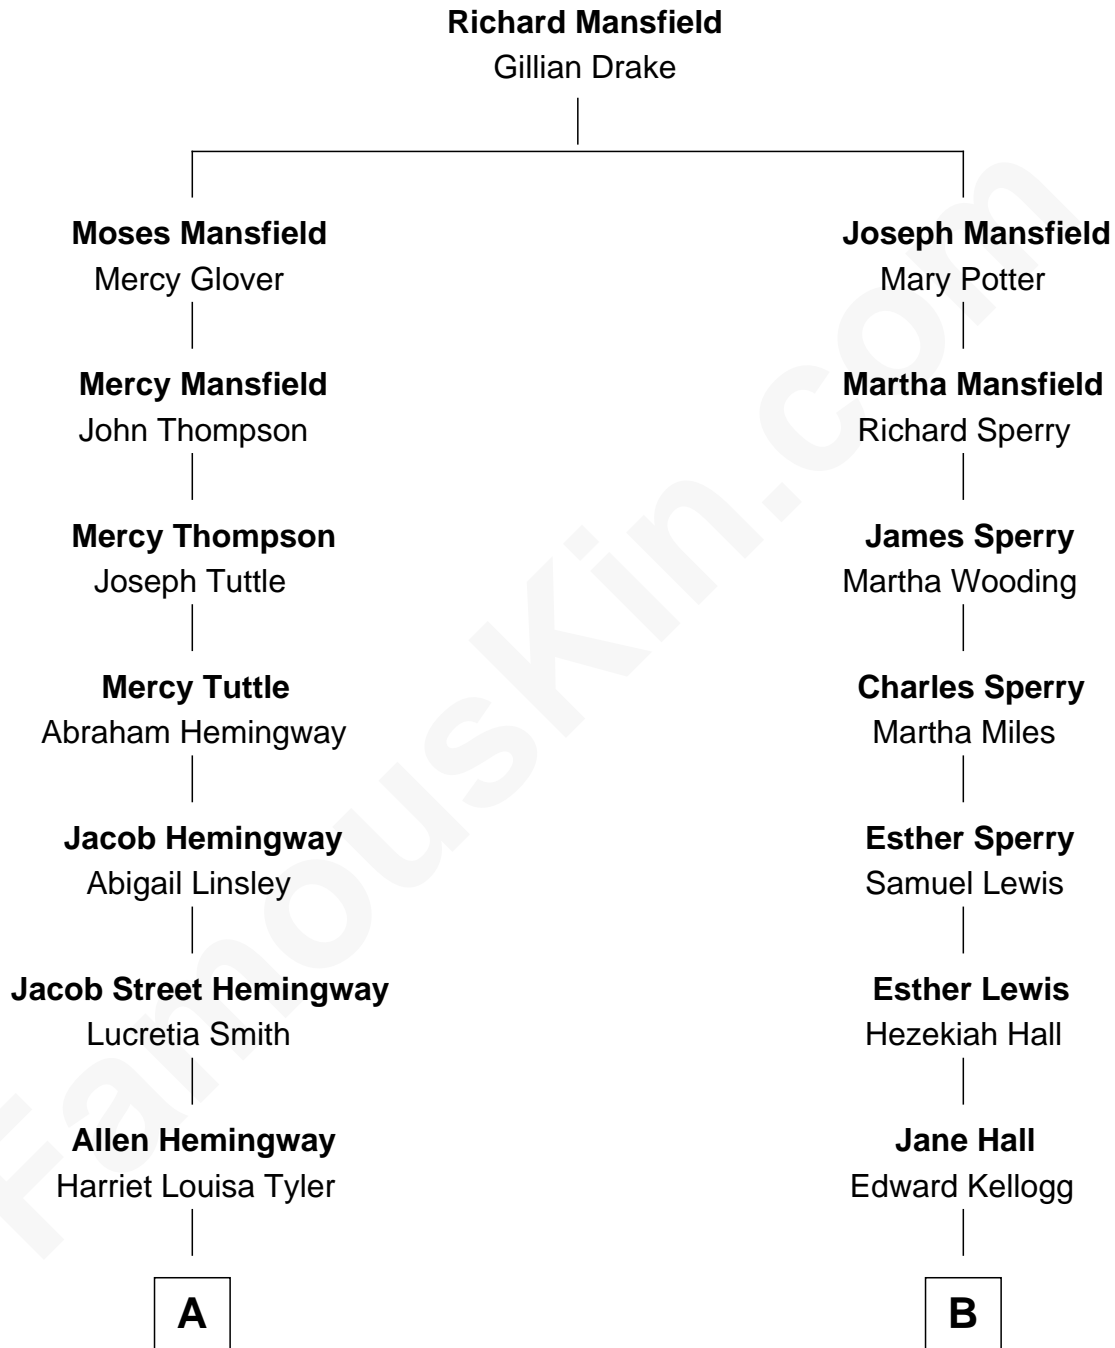 Richard Mansfield
Gillian Drake
Moses Mansfield
Mercy Glover
Joseph Mansfield
Mary Potter
Mercy Mansfield
John Thompson
Martha Mansfield
Richard Sperry
Mercy Thompson
Joseph Tuttle
James Sperry
Martha Wooding
Mercy Tuttle
Abraham Hemingway
Charles Sperry
Martha Miles
Jacob Hemingway
Abigail Linsley
Esther Sperry
Samuel Lewis
Jacob Street Hemingway
Lucretia Smith
Esther Lewis
Hezekiah Hall
Allen Hemingway
Harriet Louisa Tyler
Jane Hall
Edward Kellogg
A
B
FamousKin.com